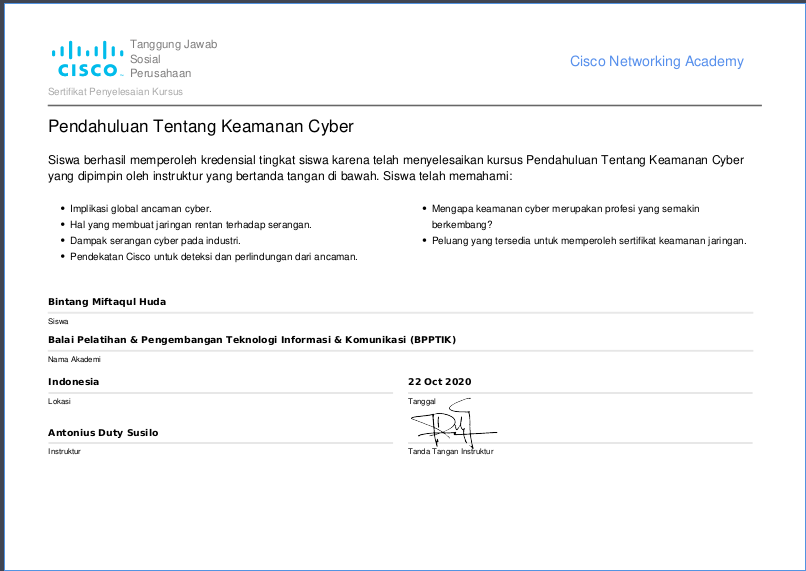 Tanggung Jawab
Sosial
Perusahaan
CISCO
Cisco Networking Academy
Sertifikat Penyelesaian Kursus
Pendahuluan Tentang Keamanan Cyber
Siswa berhasil memperoleh kredensial tingkat siswa karena telah menyelesaikan kursus Pendahuluan Tentang Keamanan Cyber
yang dipimpin oleh instruktur yang bertanda tangan di bawah. Siswa telah memahami:
• Implikasi global ancaman cyber.
• Hal yang membuat jaringan rentan terhadap serangan.
• Dampak serangan cyber pada industri.
• Pendekatan Cisco untuk deteksi dan perlindungan dari ancaman.
• Mengapa keamanan cyber merupakan profesi yang semakin
berkembang?
• Peluang yang tersedia untuk memperoleh sertifikat keamanan jaringan.
Bintang Miftaqul Huda
Siswa
Balai Pelatihan & Pengembangan Teknologi Informasi & Komunikasi (BPPTIK)
Nama Akademi
Indonesia
Lokasi
22 Oct 2020
Tanggal
Antonius Duty Susilo
Instruktur
Tanda Tangan Instruktur